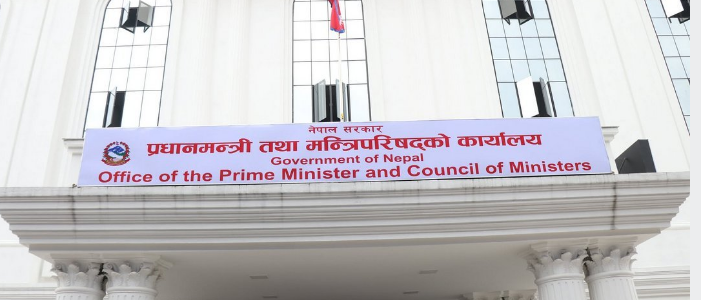 नेपाल सरकार
प्रधानमन्त्री तथा मन्त्रिपरिषद्को कार्यालय
Government of Nepal
Office of the Prime Minister and Council of Ministers